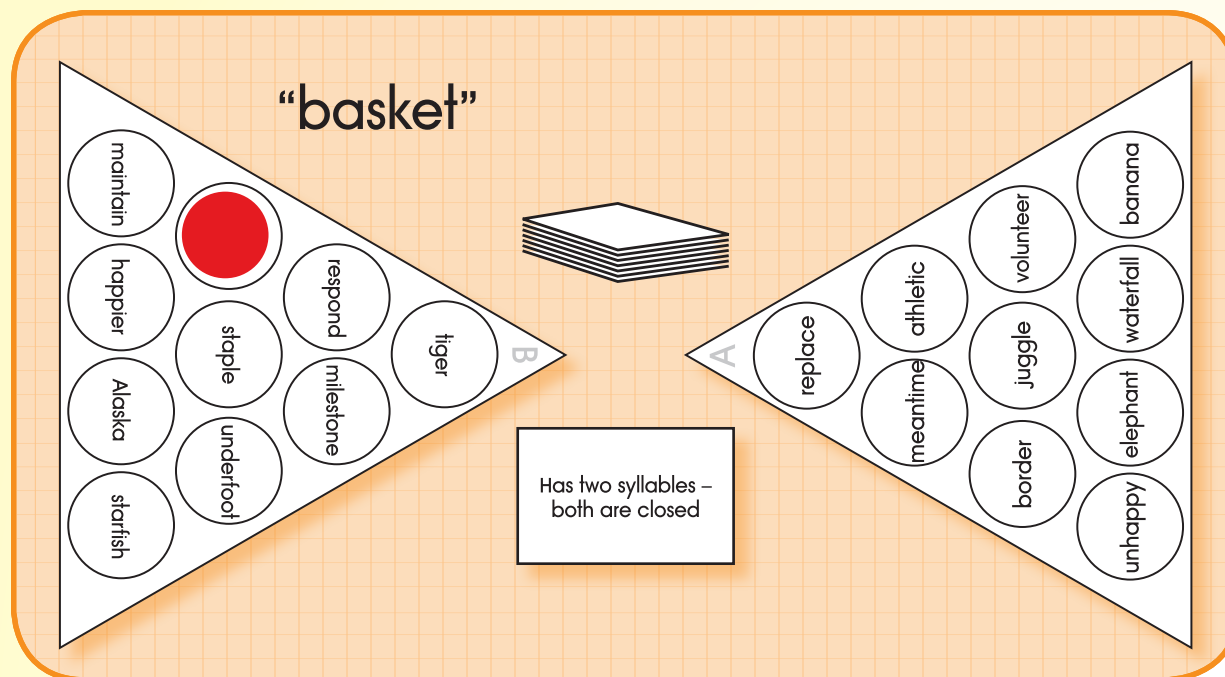 “basket”
maintain
happier
Alaska
starfish
staple
underfoot
respond
milestone
tiger
B
Has two syllables –
both are closed
A
replace
athletic
meantime
volunteer
juggle
border
banana
waterfall
elephant
unhappy